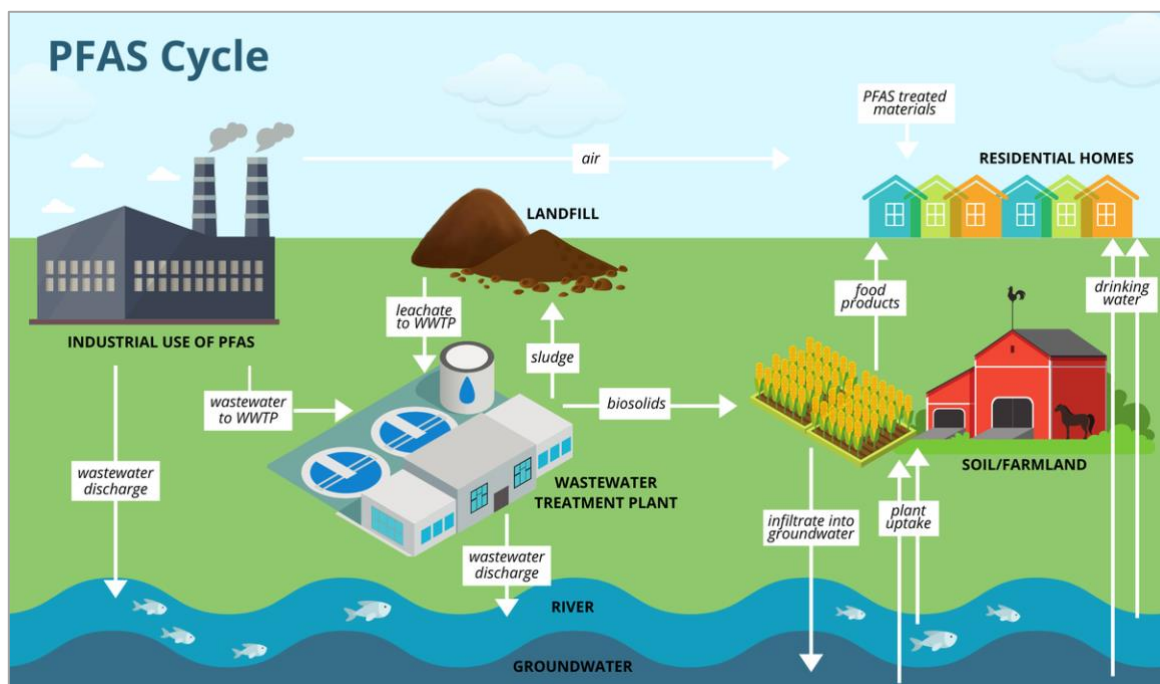 PFAS Cycle
PFAS treated
materials
air
RESIDENTIAL HOMES
LANDFILL
leachate
to WWTP
food
products
drinking
water
INDUSTRIAL USE OF PFAS
sludge
wastewater
to WWTP
biosolids
wastewater
discharge
WASTEWATER
TREATMENT PLANT
SOIL/FARMLAND
infiltrate into
groundwater
plant
uptake
wastewater
discharge
RIVER
GROUNDWATER